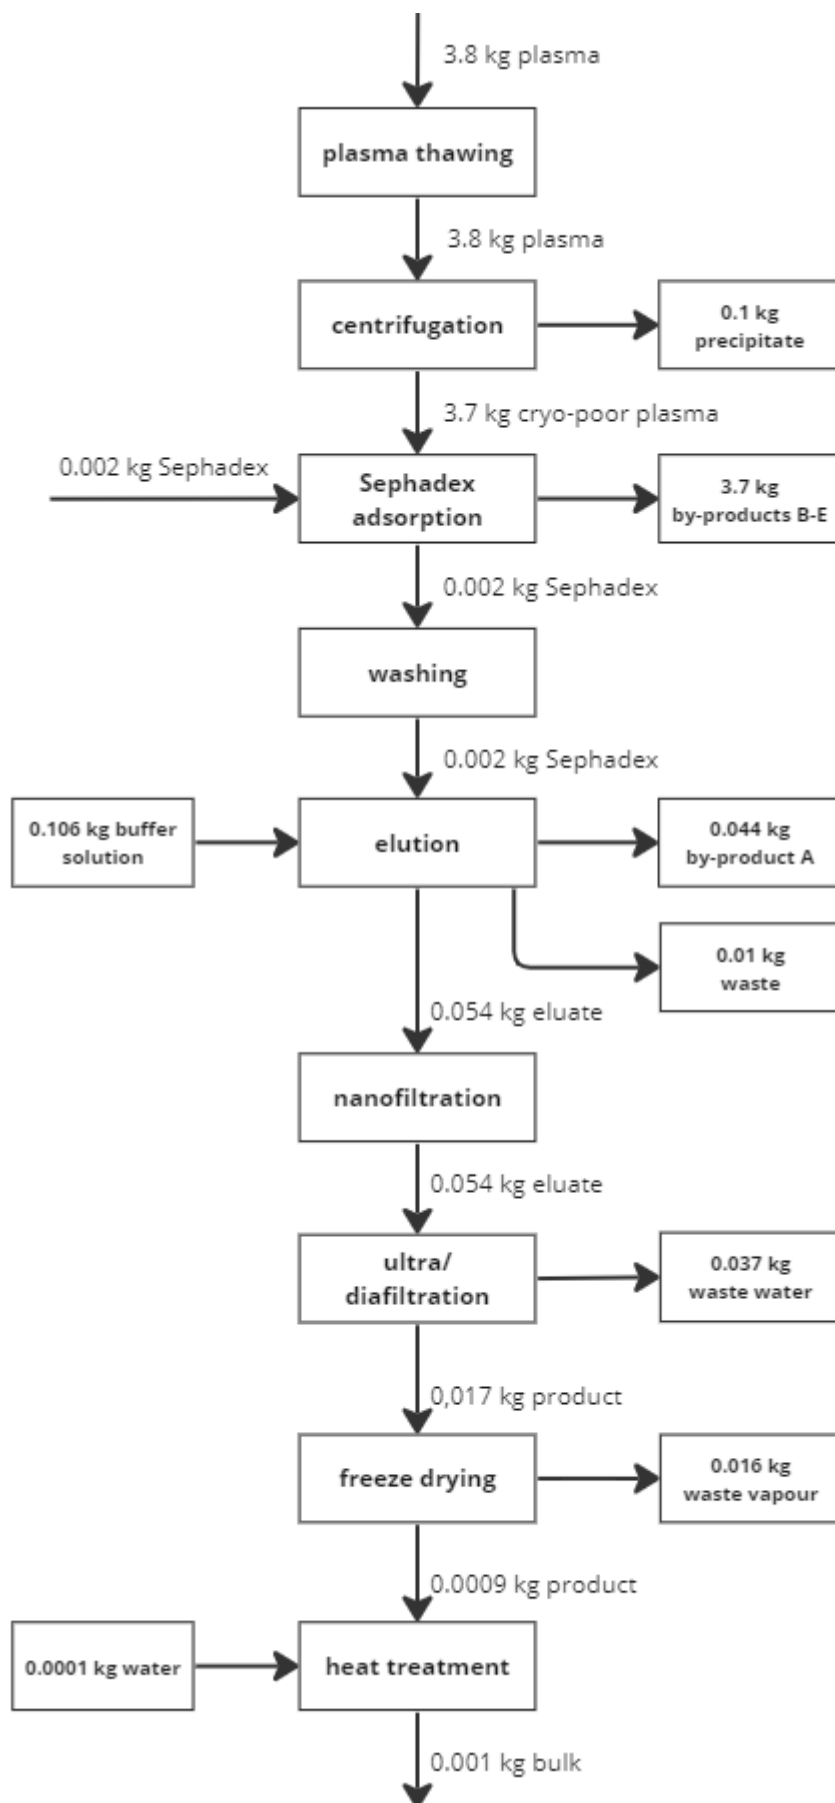 3.8 kg plasma
plasma thawing
3.8 kg plasma
centrifugation
0.1 kg
precipitate
3.7 kg cryo-poor plasma
0.002 kg Sephadex
Sephadex
adsorption
3.7 kg
by-products B-E
0.002 kg Sephadex
washing
0.002 kg Sephadex
0.106 kg buffer
solution
elution
0.044 kg
by-product A
0.01 kg
waste
0.054 kg eluate
nanofiltration
0.054 kg eluate
ultra/
diafiltration
0.037 kg
waste water
0,017 kg product
freeze drying
0.016 kg
waste vapour
0.0009 kg product
0.0001 kg water
heat treatment
0.001 kg bulk